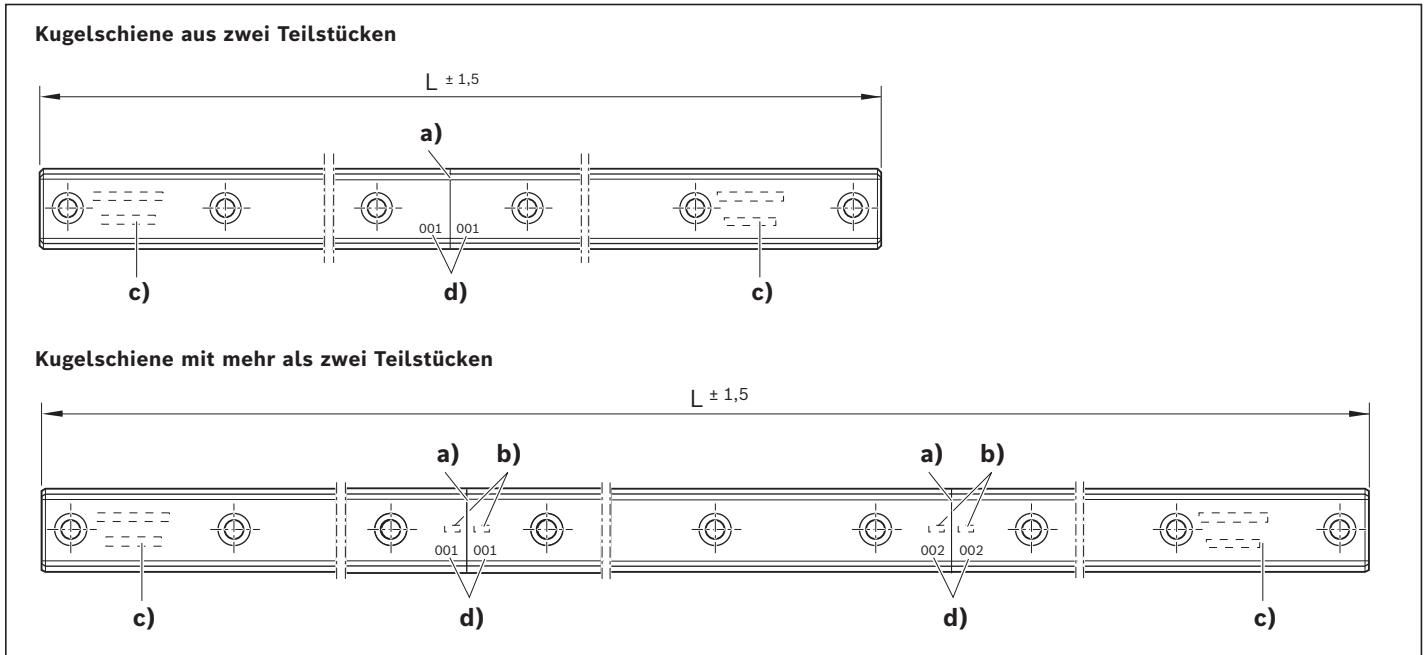 Kugelschiene aus zwei Teilstücken
L ± 1,5
a)
001 001
c) d) c)
Kugelschiene mit mehr als zwei Teilstücken
L ± 1,5
a) b) a) b)
001 001 002 002
c) d) d) c)